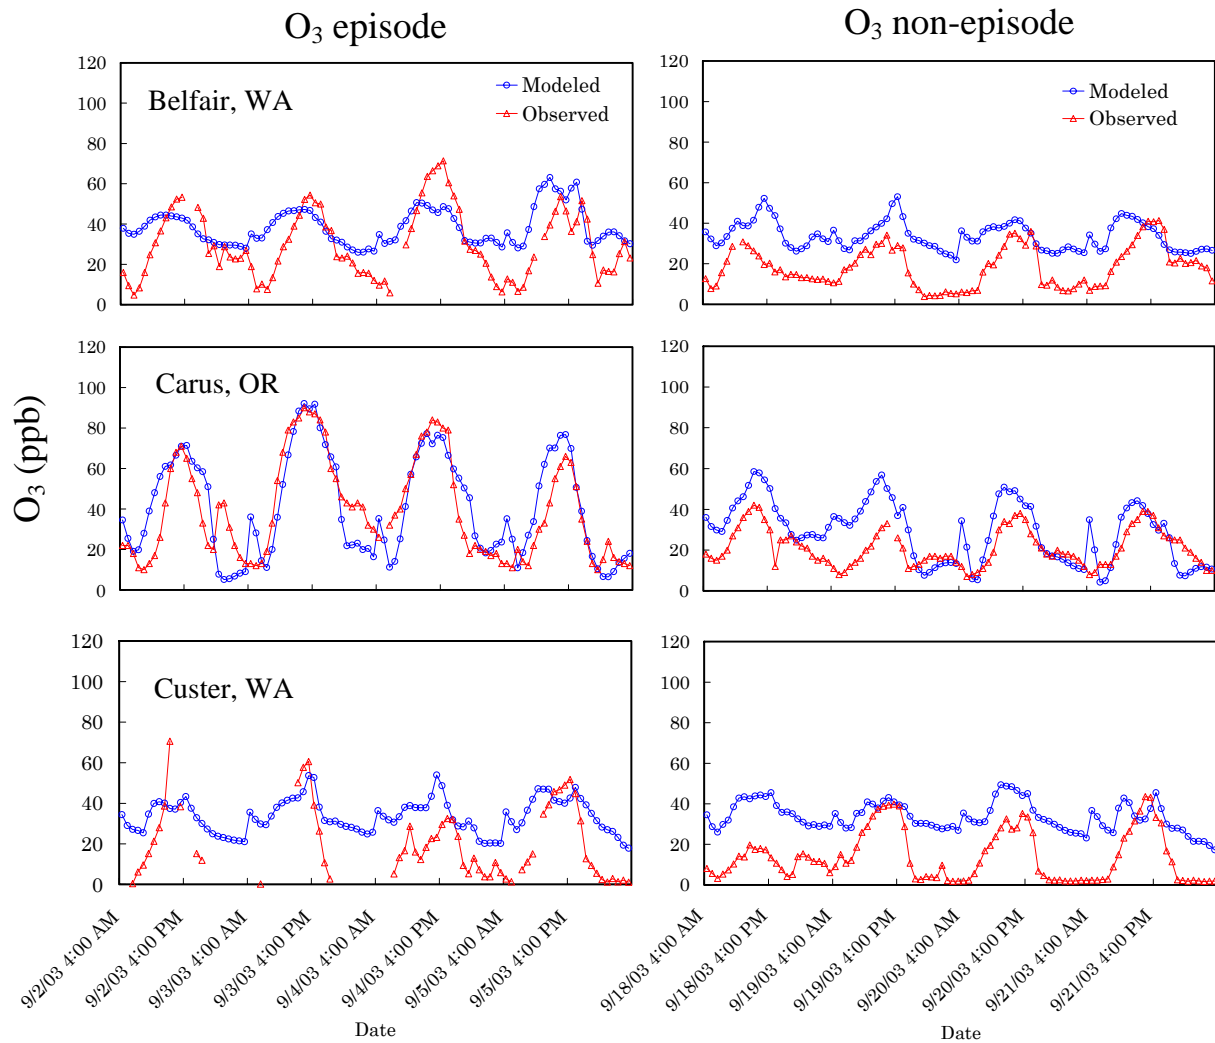 O₃ episode
O₃ non-episode
O₃ (ppb)
120
100
80
60
40
20
0
Belfair, WA
Modeled
Observed
120
100
80
60
40
20
0
Modeled
Observed
120
100
80
60
40
20
0
Carus, OR
120
100
80
60
40
20
0
120
100
80
60
40
20
0
Custer, WA
120
100
80
60
40
20
0
9/2/03 4:00 AM
9/2/03 4:00 PM
9/3/03 4:00 AM
9/3/03 4:00 PM
9/4/03 4:00 AM
9/4/03 4:00 PM
9/5/03 4:00 AM
9/5/03 4:00 PM
Date
9/18/03 4:00 AM
9/18/03 4:00 PM
9/19/03 4:00 AM
9/19/03 4:00 PM
9/20/03 4:00 AM
9/20/03 4:00 PM
9/21/03 4:00 AM
9/21/03 4:00 PM
Date